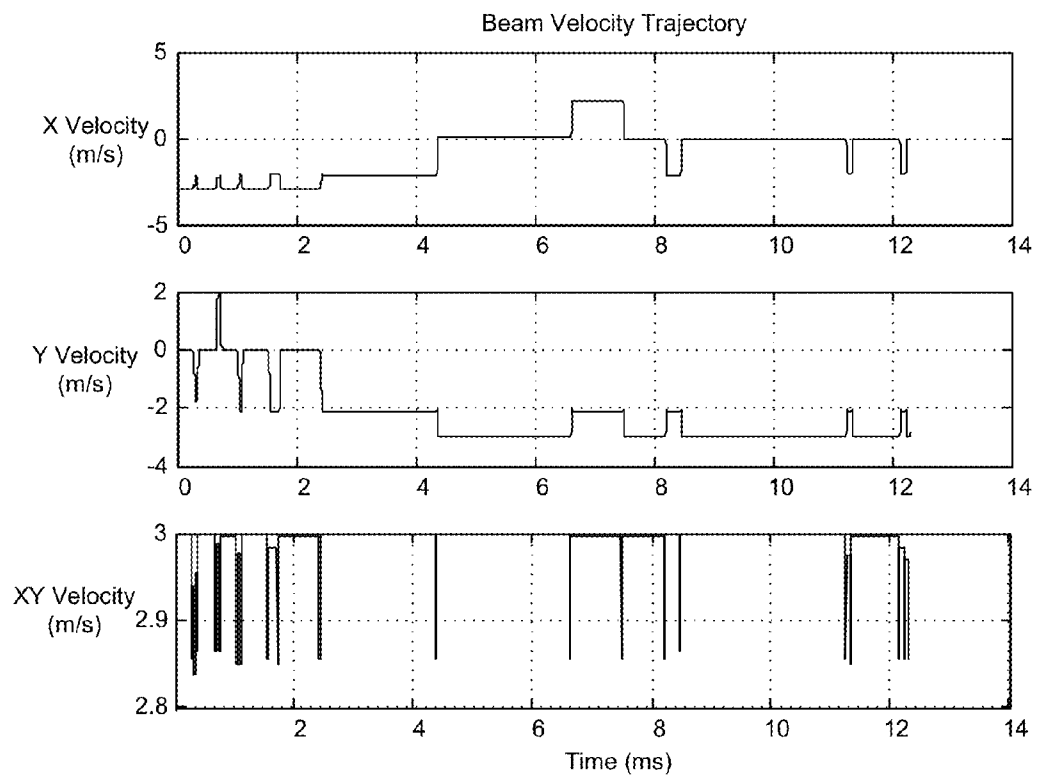 Beam Velocity Trajectory
5
X Velocity
(m/s)
0
-5
0 2 4 6 8 10 12 14
2
Y Velocity
(m/s)
0
-2
-4
0 2 4 6 8 10 12 14
3
XY Velocity
(m/s)
2.9
2.8
2 4 6 8 10 12 14
Time (ms)